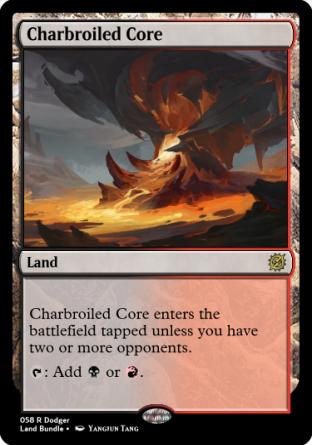 Charbroiled Core
Land
Charbroiled Core enters the
battlefield tapped unless you have
two or more opponents.
: Add or .
058 R Dodger
Land Bundle • Yangjun Tang